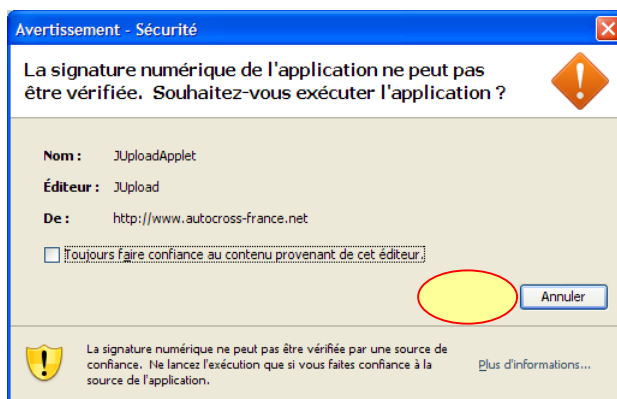 Avertissement - Sécurité
La signature numérique de l'application ne peut pas
être vérifiée. Souhaitez-vous exécuter l'application ?
Nom : JUploadApplet
Éditeur : JUpload
De : http://www.autocross-france.net
Toujours faire confiance au contenu provenant de cet éditeur.
Annuler
La signature numérique ne peut pas être vérifiée par une source de
confiance. Ne lancez l'exécution que si vous faites confiance à la
source de l'application.
Plus d'informations...